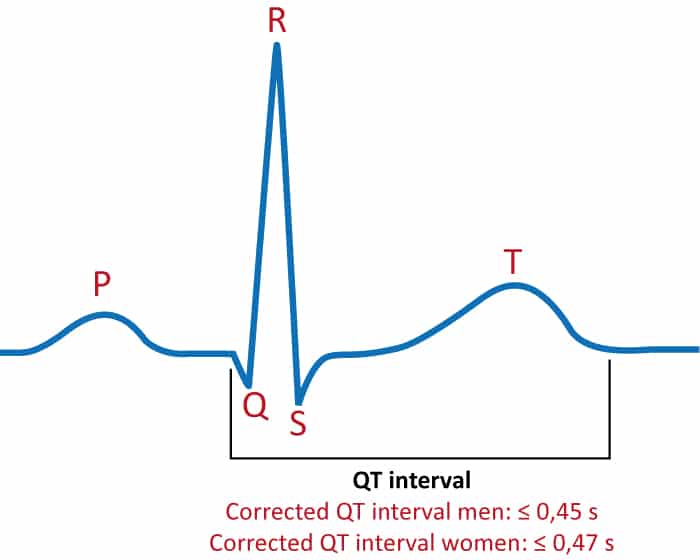 R
P
T
Q
S
QT interval
Corrected QT interval men: ≤ 0,45 s
Corrected QT interval women: ≤ 0,47 s